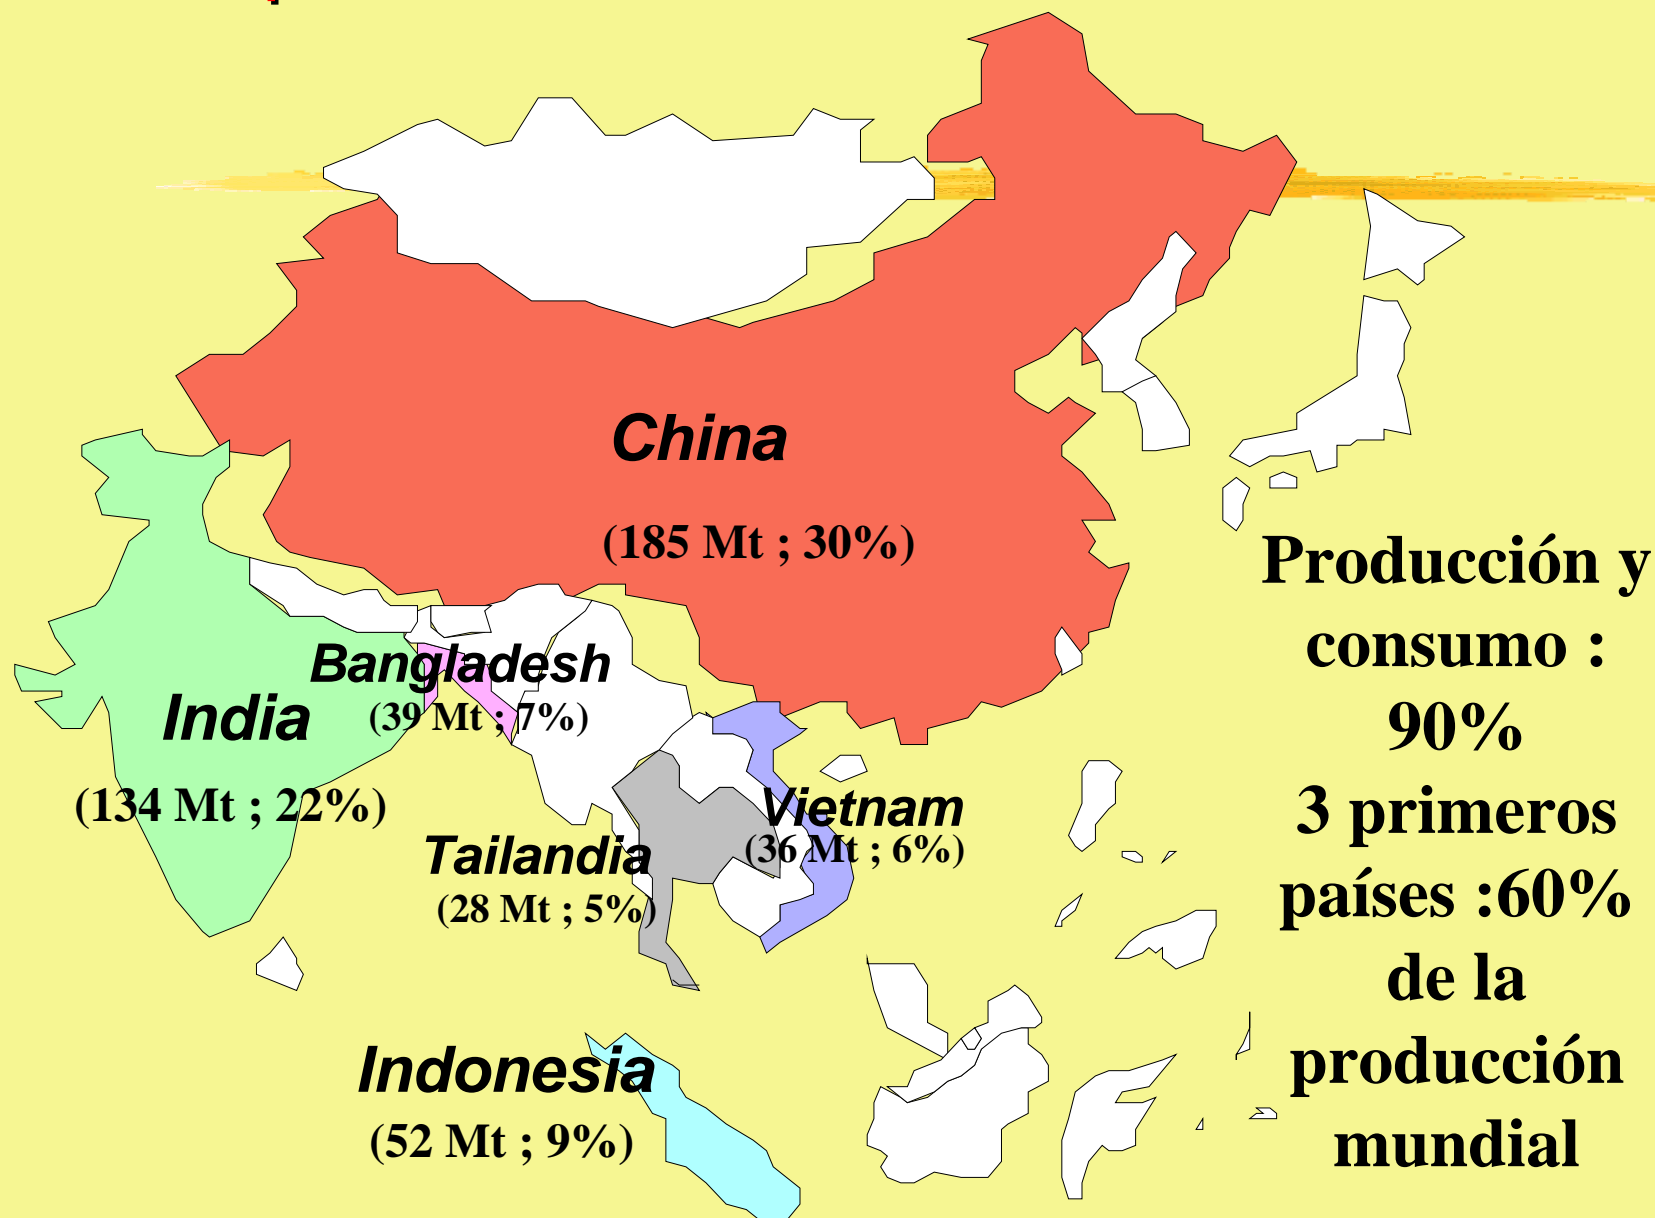 China
(185 Mt ; 30%)
Bangladesh
(39 Mt ; 7%)
India
(134 Mt ; 22%)
Vietnam
(36 Mt ; 6%)
Tailandia
(28 Mt ; 5%)
Indonesia
(52 Mt ; 9%)
Producción y
consumo :
90%
3 primeros
países :60%
de la
producción
mundial